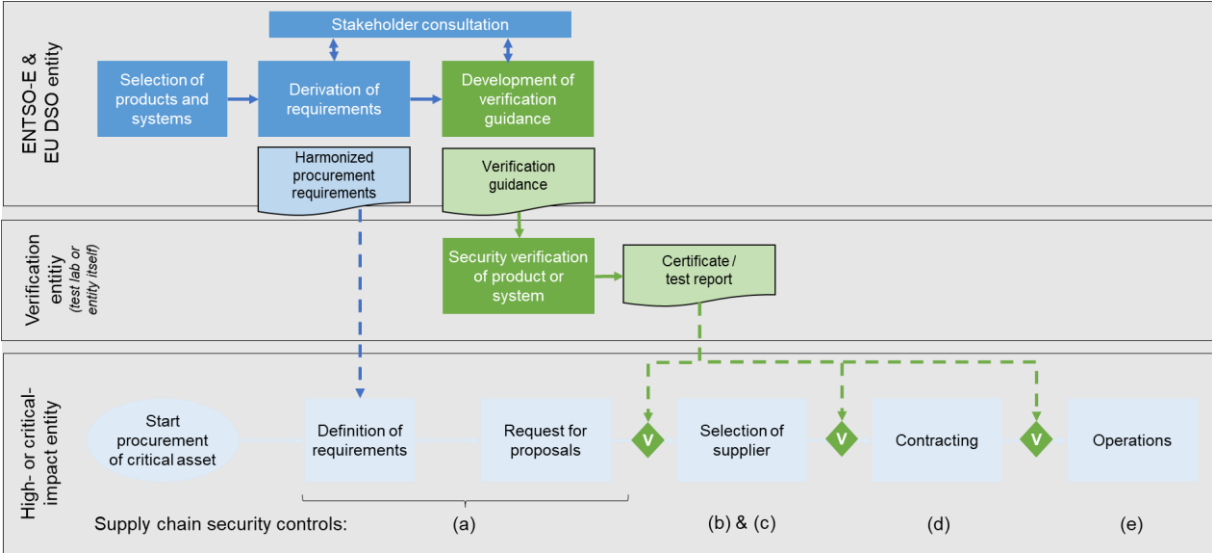 ENTSO-E &
EU DSO entity
Stakeholder consultation
Selection of
products and
systems
Derivation of
requirements
Development of
verification
guidance
Harmonized
procurement
requirements
Verification
guidance
Verification
entitiy
(test lab or
entity itself)
Security verification
of product or
system
Certificate /
test report
High- or critical-
impact entity
Start
procurement
of critical asset
Definition of
requirements
Request for
proposals
V
Selection of
supplier
V
Contracting
V
Operations
Supply chain security controls:
(a)
(b) & (c)
(d)
(e)